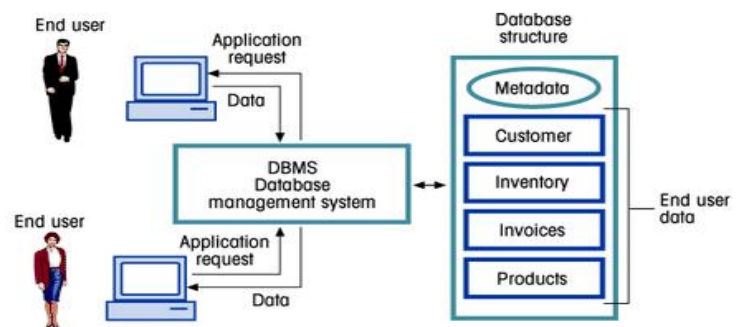 End user
Application
request
Data
Database
structure
Metadata
Customer
Inventory
Invoices
Products
End user
data
DBMS
Database
management system
End user
Application
request
Data